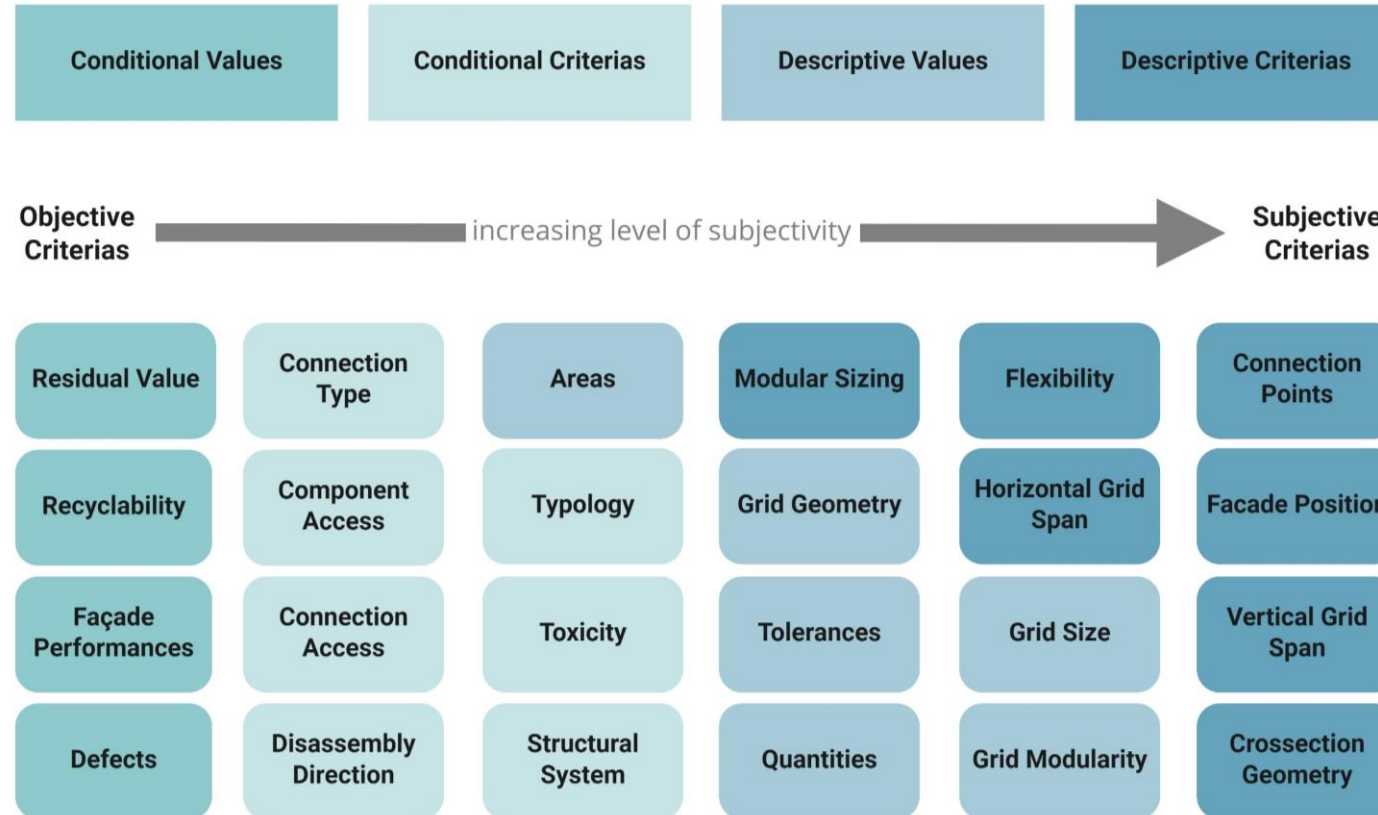 Conditional Values
Conditional Criterias
Descriptive Values
Descriptive Criterias
Objective
Criterias
increasing level of subjectivity
Subjective
Criterias
Residual Value
Connection
Type
Areas
Modular Sizing
Flexibility
Connection
Points
Recyclability
Component
Access
Typology
Grid Geometry
Horizontal Grid
Span
Facade Position
Façade
Performances
Connection
Access
Toxicity
Tolerances
Grid Size
Vertical Grid
Span
Defects
Disassembly
Direction
Structural
System
Quantities
Grid Modularity
Crossection
Geometry